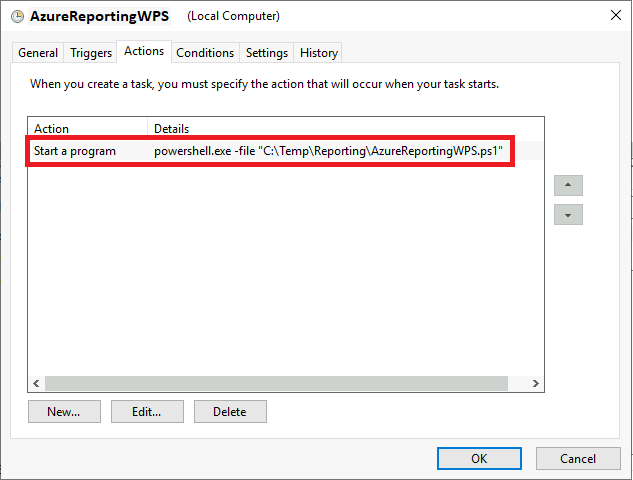 AzureReportingWPS (Local Computer)
General Triggers Actions Conditions Settings History
When you create a task, you must specify the action that will occur when your task starts.
Action Details
Start a program powershell.exe -file "C:\Temp\Reporting\AzureReportingWPS.ps1"
New... Edit... Delete
OK Cancel